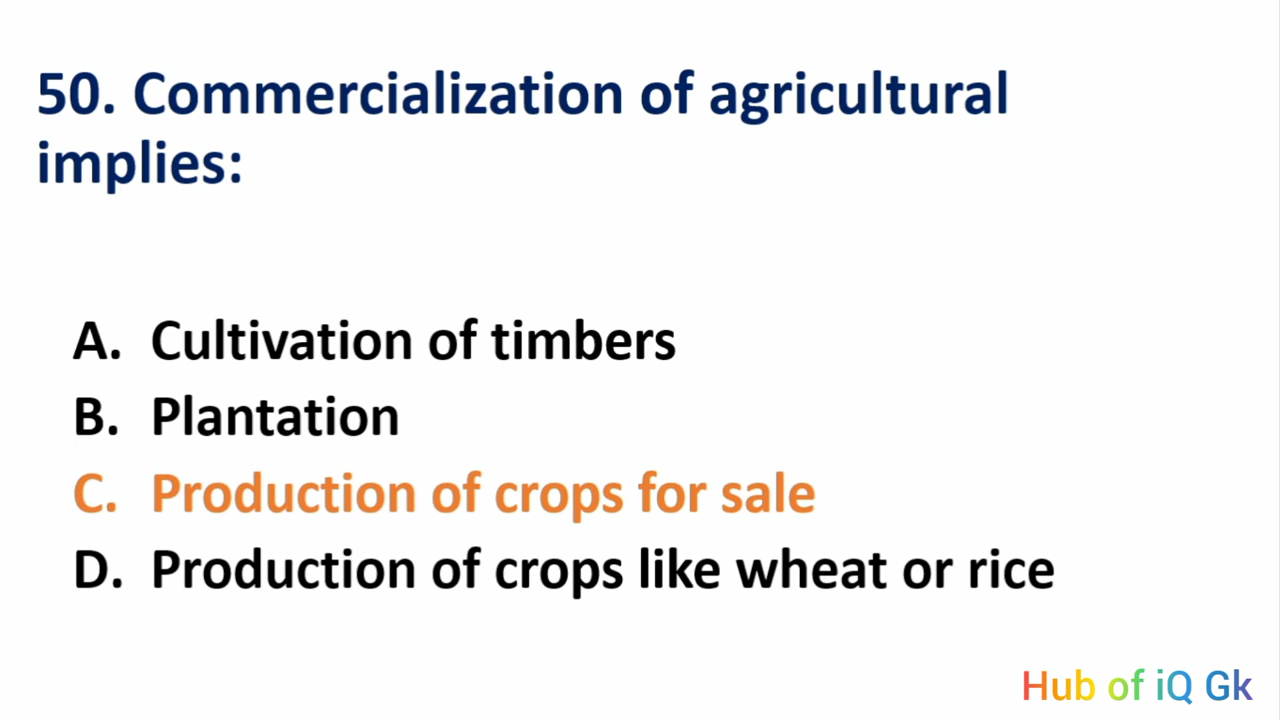 50. Commercialization of agricultural
implies:
A. Cultivation of timbers
B. Plantation
C. Production of crops for sale
D. Production of crops like wheat or rice
Hub of iQ Gk